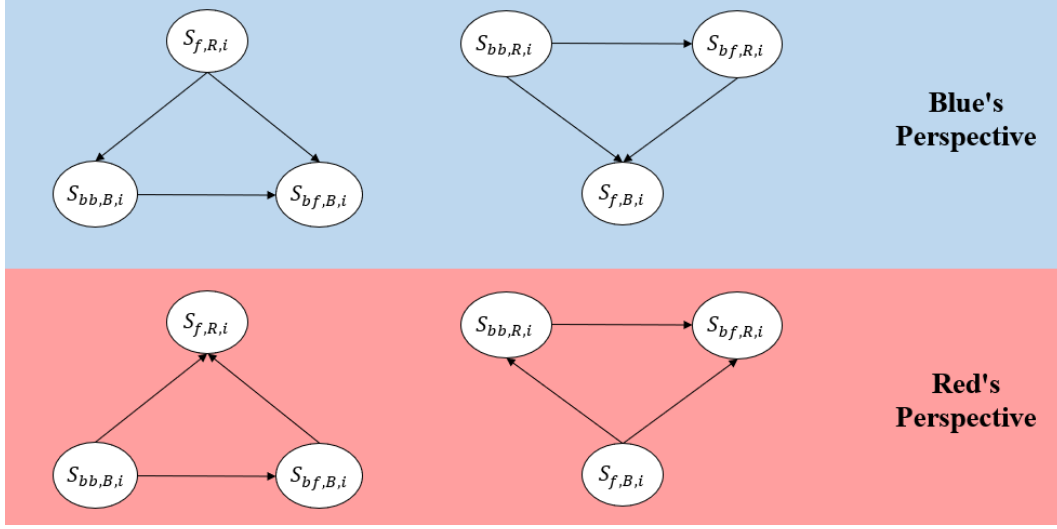 $S_{f,R,i}$
$S_{bb,R,i}$ $S_{bf,R,i}$
Blue's
Perspective
$S_{bb,B,i}$ $S_{bf,B,i}$ $S_{f,B,i}$
$S_{f,R,i}$ $S_{bb,R,i}$ $S_{bf,R,i}$
Red's
Perspective
$S_{bb,B,i}$ $S_{bf,B,i}$ $S_{f,B,i}$